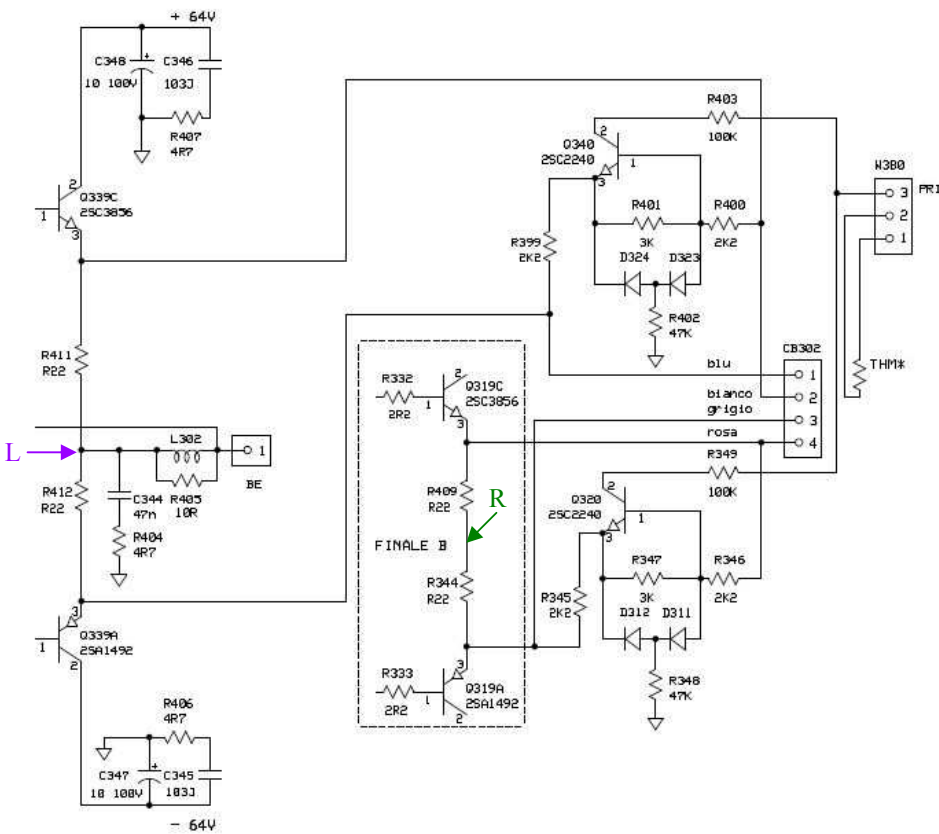 + 64V
C348
10 100V
C346
103J
R407
4R7
Q339C
2SC3856
1
2
3
R403
100K
Q340
2SC2240
1
2
3
R401
3K
R400
2K2
R399
2K2
D324
D323
R402
47K
W3B0
PRI
3
2
1
THM*
CB302
1
2
3
4
blu
bianco
grigio
rosa
R411
R22
L
L302
1
BE
R412
R22
C344
47n
R405
10R
R404
4R7
R332
2R2
Q319C
2SC3856
1
2
3
R409
R22
R
FINALE B
R344
R22
R333
2R2
Q319A
2SA1492
1
3
2
R349
100K
Q320
2SC2240
1
2
3
R347
3K
R346
2K2
R345
2K2
D312
D311
R348
47K
Q339A
2SA1492
1
3
2
R406
4R7
C347
10 100V
C345
103J
- 64V